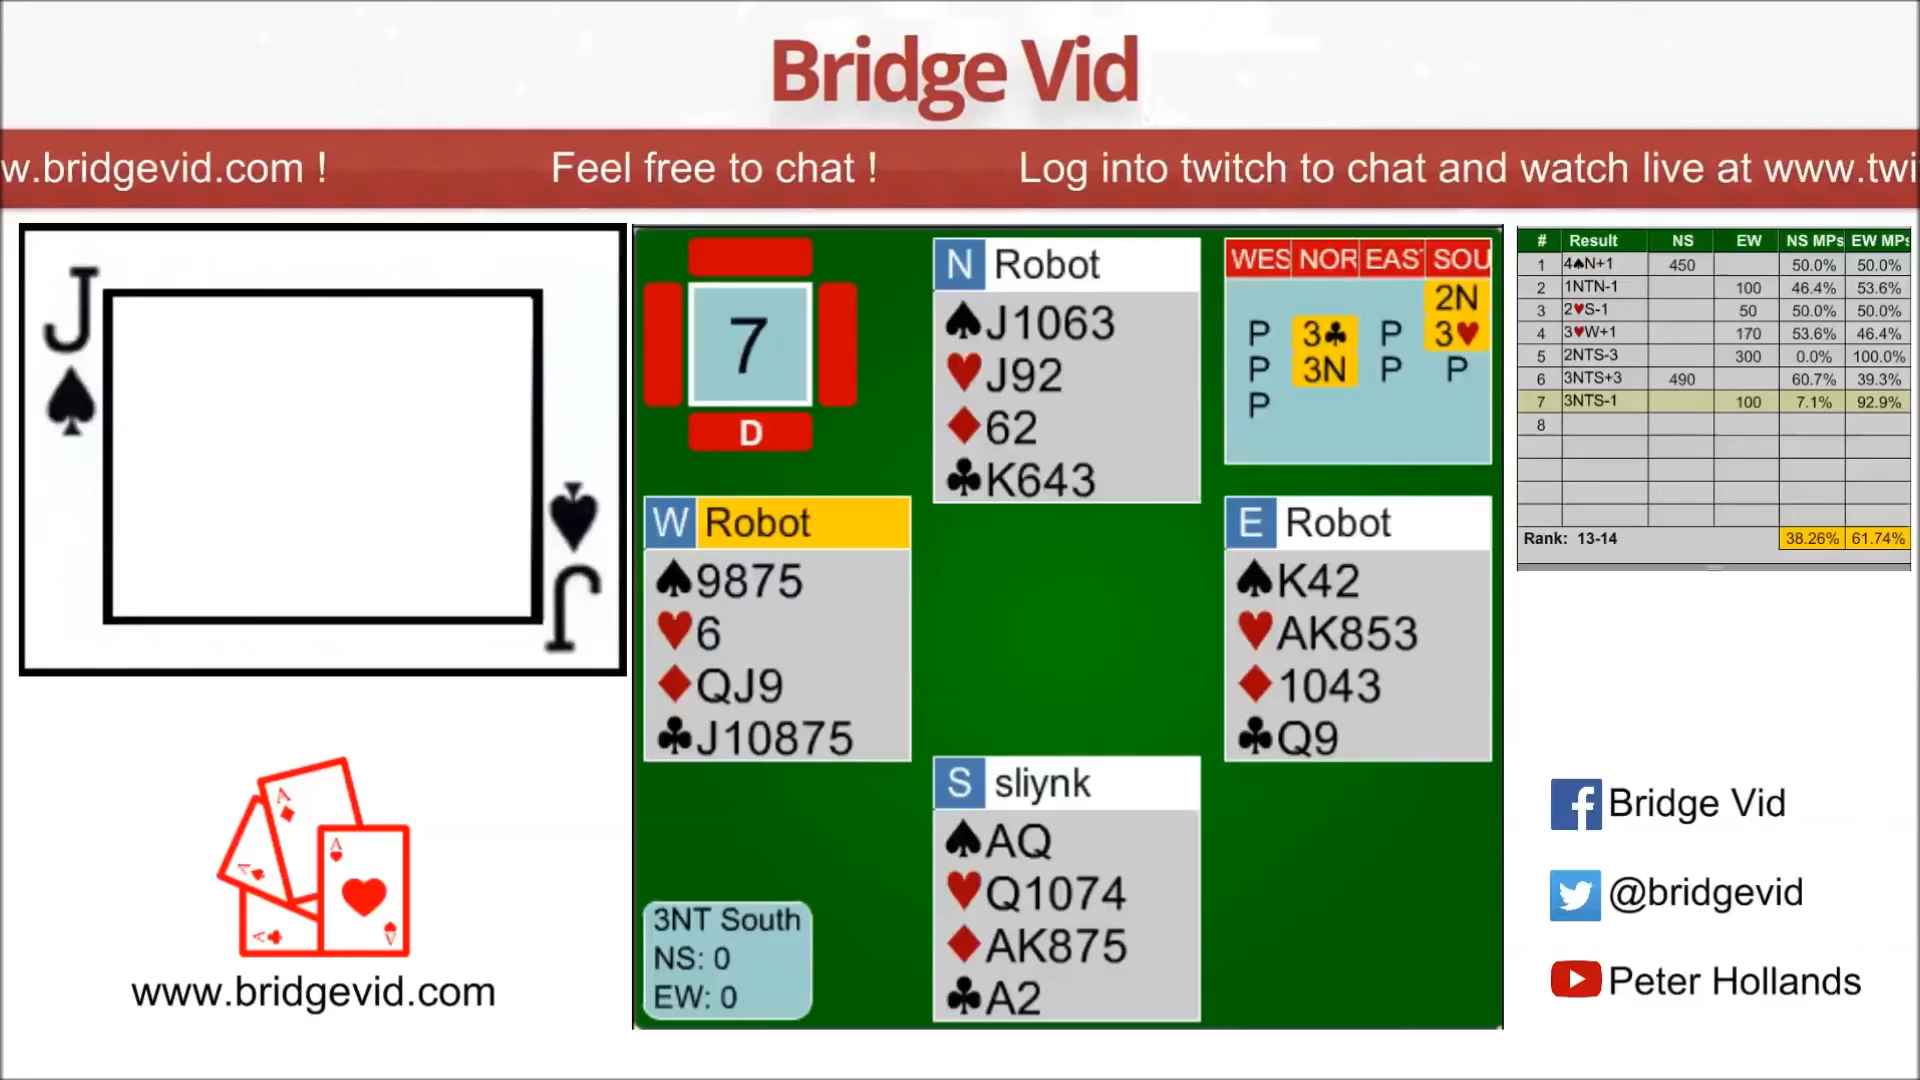 Bridge Vid
w.bridgevid.com !
Feel free to chat !
Log into twitch to chat and watch live at www.twi
J♠
J♠
www.bridgevid.com
7
D
N Robot
♠J1063
♥J92
♦62
♣K643
WES NOR EAS SOU
2N
P 3♣ P 3♥
P 3N P P
P
W Robot
♠9875
♥6
♦QJ9
♣J10875
E Robot
♠K42
♥AK853
♦1043
♣Q9
S sliynk
♠AQ
♥Q1074
♦AK875
♣A2
3NT South
NS: 0
EW: 0
# Result NS EW NS MPs EW MPs
1 4♠N+1 450 50.0% 50.0%
2 1NTN-1 100 46.4% 53.6%
3 2♥S-1 50 50.0% 50.0%
4 3♥W+1 170 53.6% 46.4%
5 2NTS-3 300 0.0% 100.0%
6 3NTS+3 490 60.7% 39.3%
7 3NTS-1 100 7.1% 92.9%
8
Rank: 13-14 38.26% 61.74%
Bridge Vid
@bridgevid
Peter Hollands